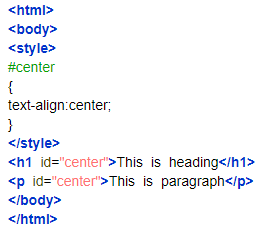 <html>
<body>
<style>
#center
{
text-align:center;
}
</style>
<h1 id="center">This is heading</h1>
<p id="center">This is paragraph</p>
</body>
</html>